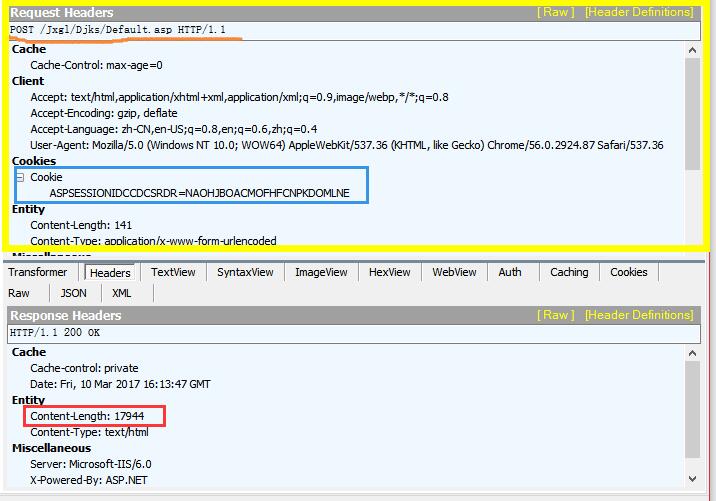 Request Headers [ Raw ] [Header Definitions]
POST /Jxgl/Djks/Default.asp HTTP/1.1
Cache
Cache-Control: max-age=0
Client
Accept: text/html,application/xhtml+xml,application/xml;q=0.9,image/webp,*/*;q=0.8
Accept-Encoding: gzip, deflate
Accept-Language: zh-CN,en-US;q=0.8,en;q=0.6,zh;q=0.4
User-Agent: Mozilla/5.0 (Windows NT 10.0; WOW64) AppleWebKit/537.36 (KHTML, like Gecko) Chrome/56.0.2924.87 Safari/537.36
Cookies
Cookie
ASPSESSIONIDCCDCSRDR=NAOHJBOACMOFHFCNPKDOMLNE
Entity
Content-Length: 141
Content-Type: application/x-www-form-urlencoded
Miscellaneous
Transformer Headers TextView SyntaxView ImageView HexView WebView Auth Caching Cookies
Raw JSON XML
Response Headers [ Raw ] [Header Definitions]
HTTP/1.1 200 OK
Cache
Cache-control: private
Date: Fri, 10 Mar 2017 16:13:47 GMT
Entity
Content-Length: 17944
Content-Type: text/html
Miscellaneous
Server: Microsoft-IIS/6.0
X-Powered-By: ASP.NET